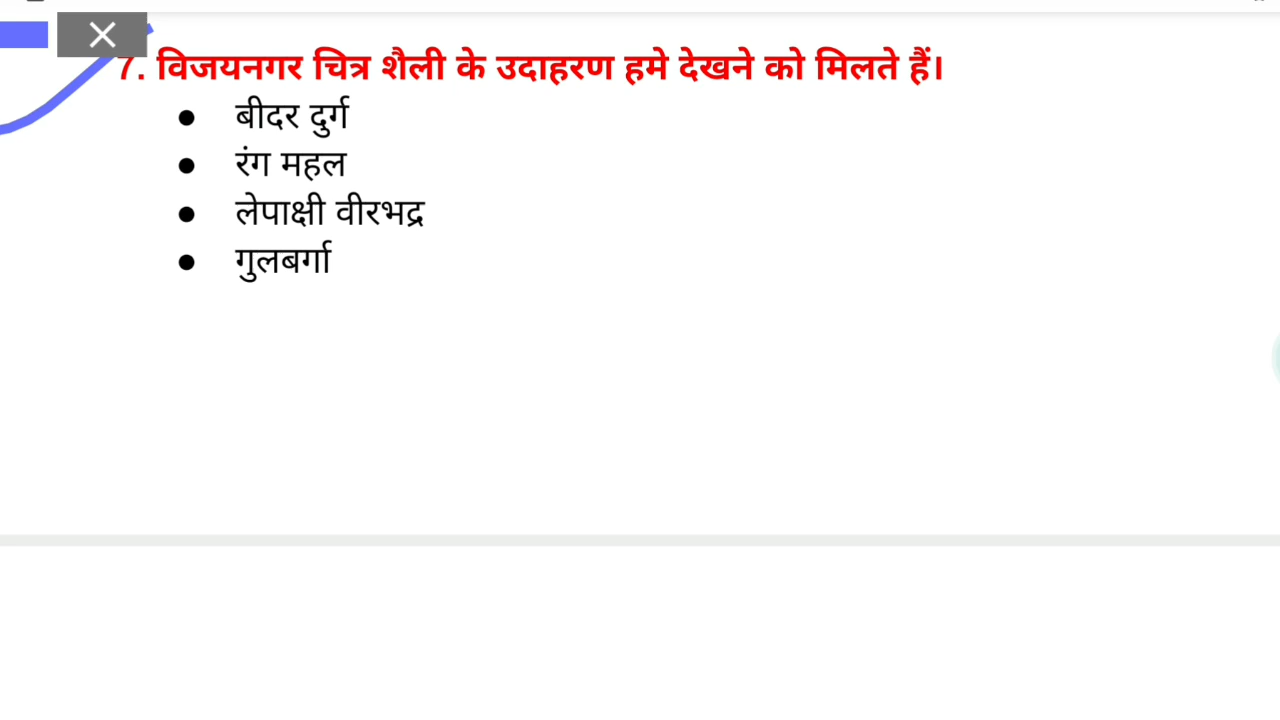 7. विजयनगर चित्र शैली के उदाहरण हमे देखने को मिलते हैं।
● बीदर दुर्ग
● रंग महल
● लेपाक्षी वीरभद्र
● गुलबर्गा